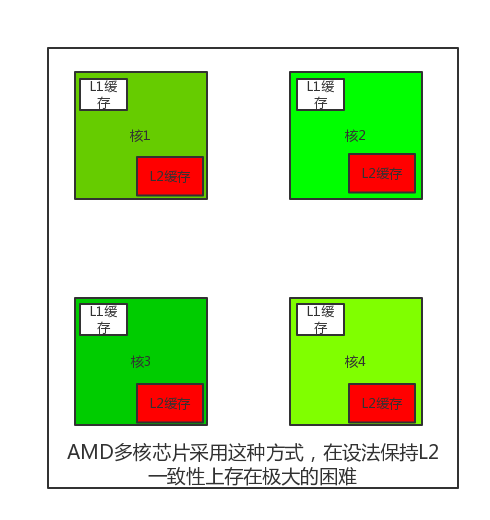 L1缓
存
核1
L2缓存
L1缓
存
核2
L2缓存
L1缓
存
核3
L2缓存
L1缓
存
核4
L2缓存
AMD多核芯片采用这种方式，在设法保持L2
一致性上存在极大的困难